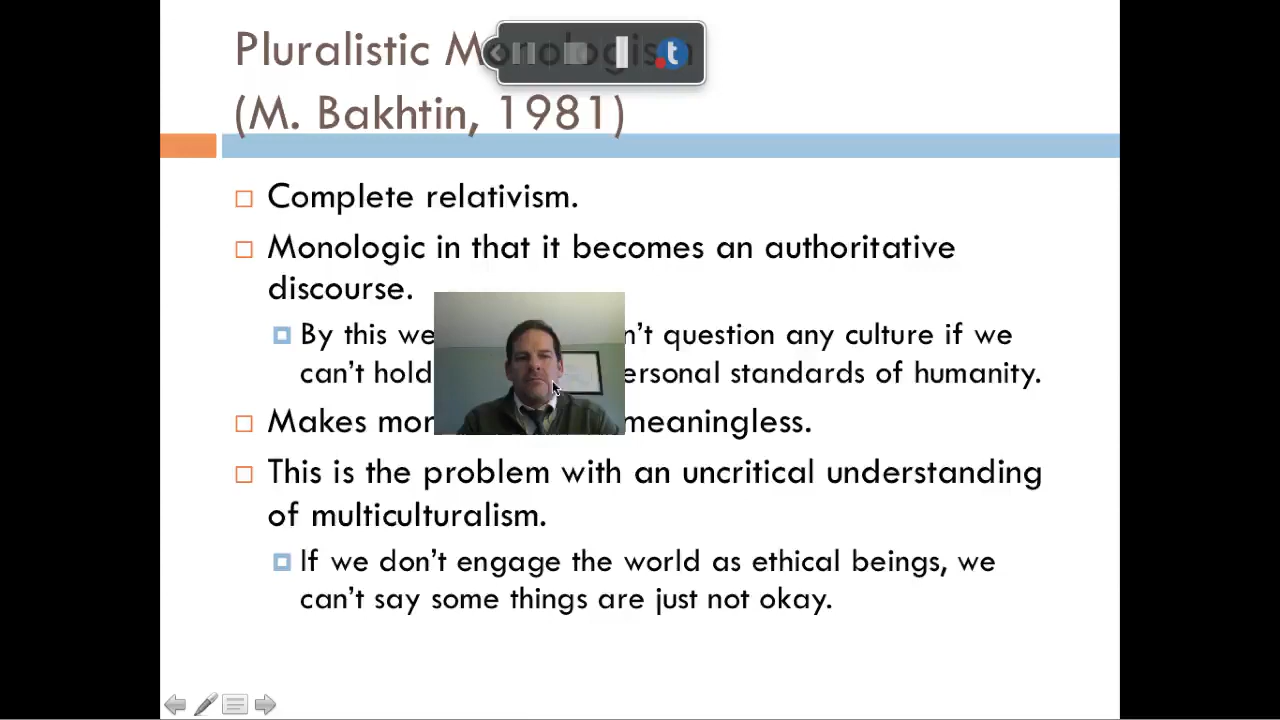 Pluralistic Monologism
(M. Bakhtin, 1981)
Complete relativism.
Monologic in that it becomes an authoritative
discourse.
By this we n't question any culture if we
can't hold ersonal standards of humanity.
Makes mor meaningless.
This is the problem with an uncritical understanding
of multiculturalism.
If we don't engage the world as ethical beings, we
can't say some things are just not okay.
t